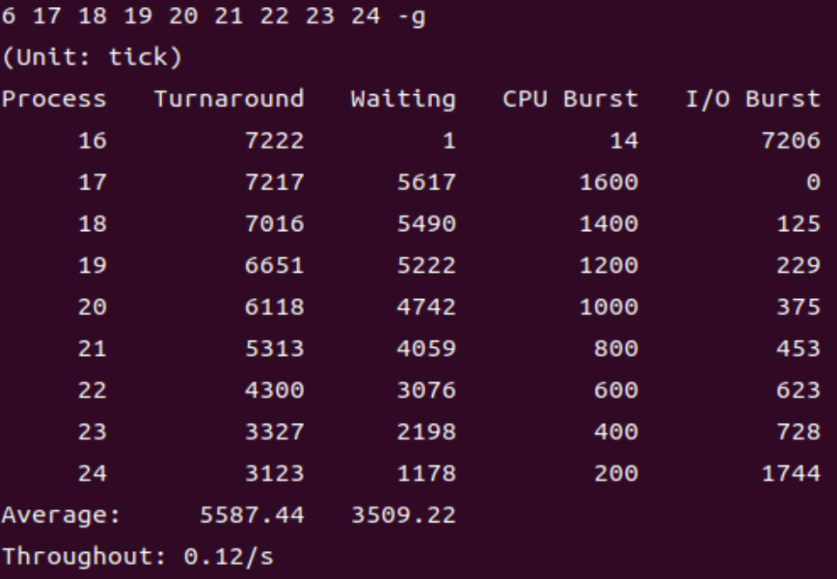 6 17 18 19 20 21 22 23 24 -g
(Unit: tick)
Process Turnaround Waiting CPU Burst I/O Burst
16 7222 1 14 7206
17 7217 5617 1600 0
18 7016 5490 1400 125
19 6651 5222 1200 229
20 6118 4742 1000 375
21 5313 4059 800 453
22 4300 3076 600 623
23 3327 2198 400 728
24 3123 1178 200 1744
Average: 5587.44 3509.22
Throughout: 0.12/s